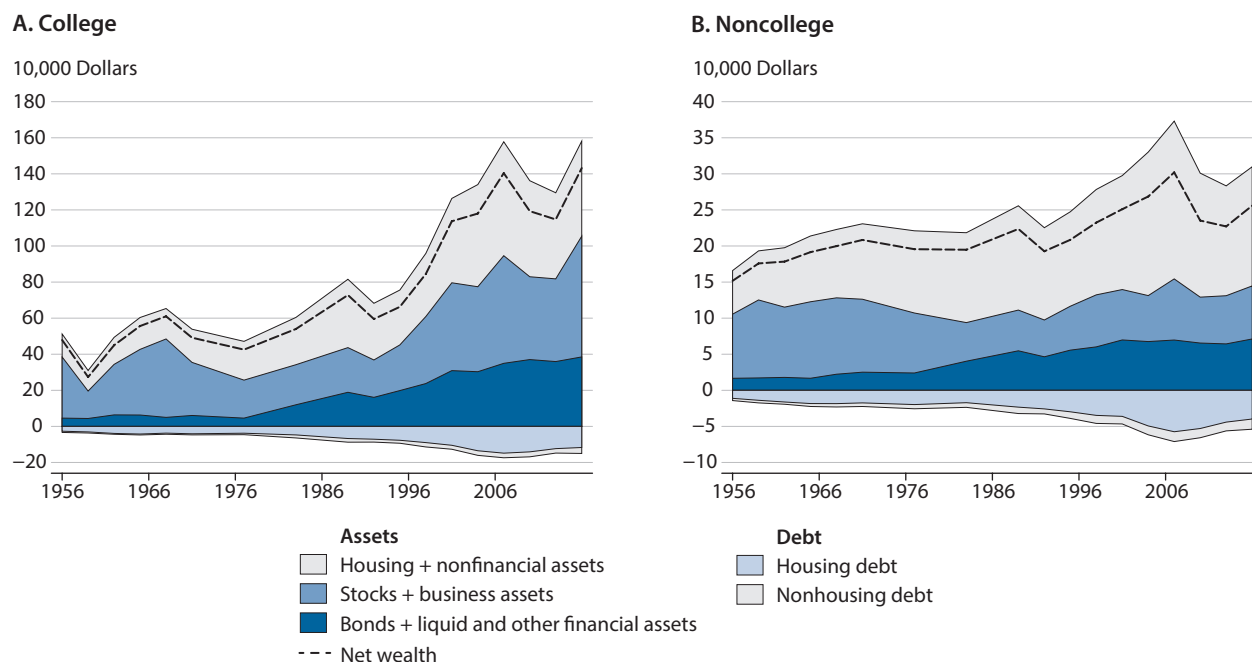 A. College
10,000 Dollars
180
160
140
120
100
80
60
40
20
0
−20
1956 1966 1976 1986 1996 2006
B. Noncollege
10,000 Dollars
40
35
30
25
20
15
10
5
0
−5
−10
1956 1966 1976 1986 1996 2006
Assets
Housing + nonfinancial assets
Stocks + business assets
Bonds + liquid and other financial assets
Net wealth
Debt
Housing debt
Nonhousing debt